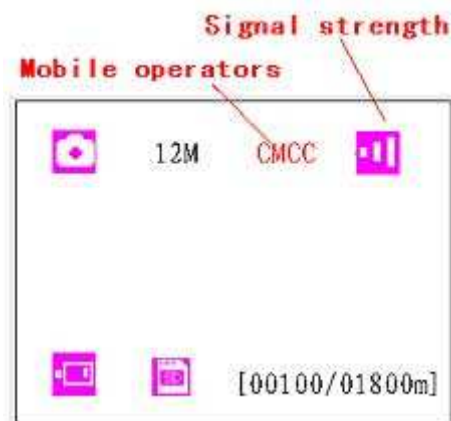 Signal strength
Mobile operators
12M CMCC
[00100/01800m]